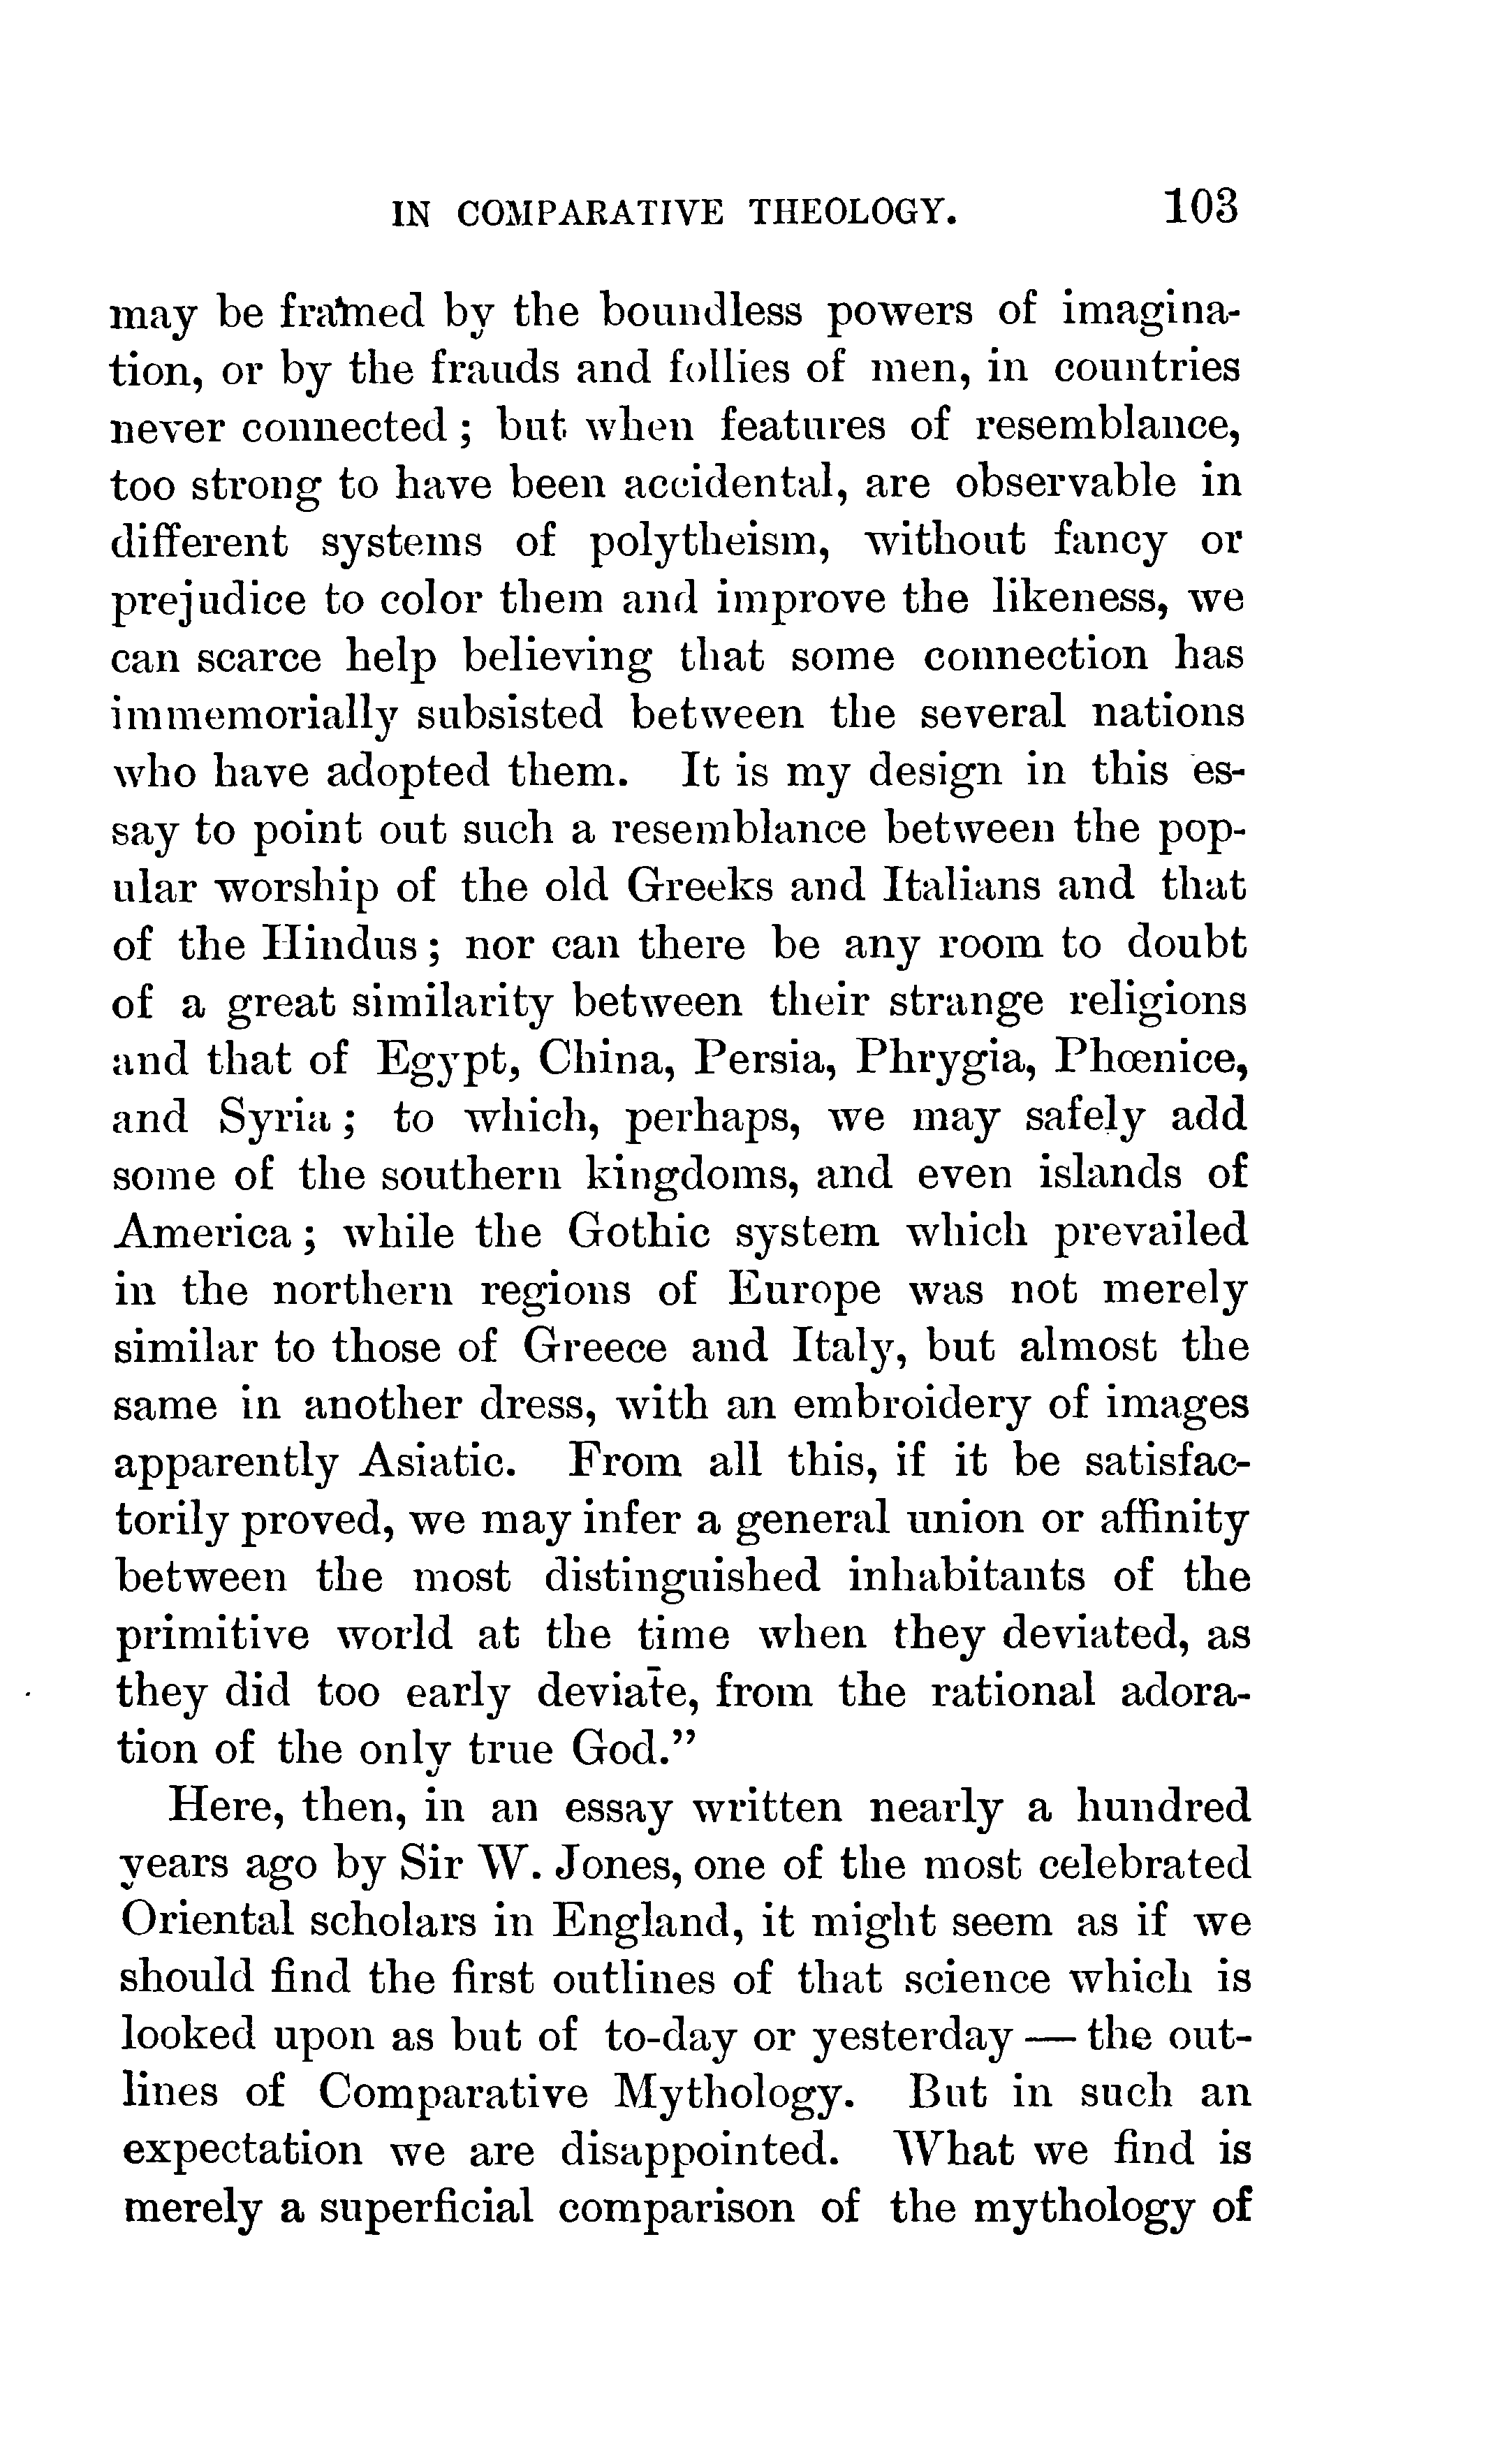 IN COMPARATIVE THEOLOGY. 103
may be framed by the boundless powers of imagina-
tion, or by the frauds and follies of men, in countries
never connected ; but when features of resemblance,
too strong to have been accidental, are observable in
different systems of polytheism, without fancy or
prejudice to color them and improve the likeness, we
can scarce help believing that some connection has
immemorially subsisted between the several nations
who have adopted them. It is my design in this es-
say to point out such a resemblance between the pop-
ular worship of the old Greeks and Italians and that
of the Hindus ; nor can there be any room to doubt
of a great similarity between their strange religions
and that of Egypt, China, Persia, Phrygia, Phœnice,
and Syria ; to which, perhaps, we may safely add
some of the southern kingdoms, and even islands of
America ; while the Gothic system which prevailed
in the northern regions of Europe was not merely
similar to those of Greece and Italy, but almost the
same in another dress, with an embroidery of images
apparently Asiatic. From all this, if it be satisfac-
torily proved, we may infer a general union or affinity
between the most distinguished inhabitants of the
primitive world at the time when they deviated, as
they did too early deviate, from the rational adora-
tion of the only true God.”
Here, then, in an essay written nearly a hundred
years ago by Sir W. Jones, one of the most celebrated
Oriental scholars in England, it might seem as if we
should find the first outlines of that science which is
looked upon as but of to-day or yesterday — the out-
lines of Comparative Mythology. But in such an
expectation we are disappointed. What we find is
merely a superficial comparison of the mythology of